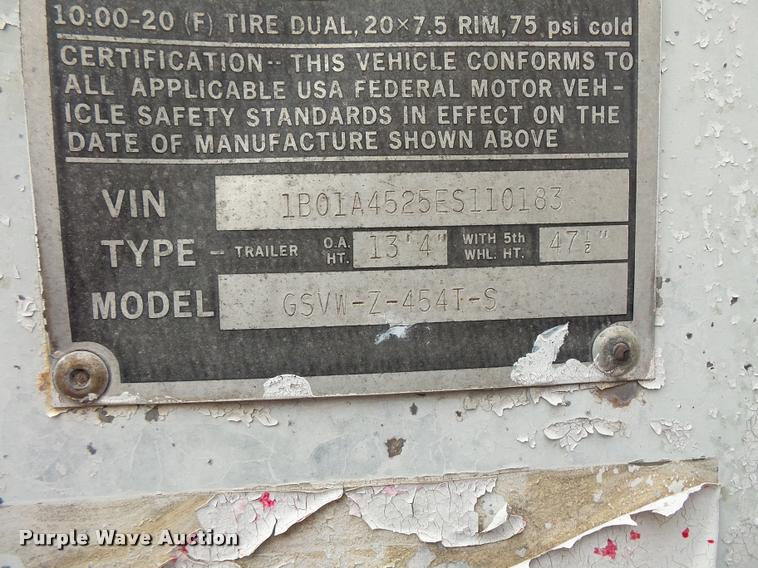 10:00-20 (F) TIRE DUAL, 20×7.5 RIM, 75 psi cold
CERTIFICATION-- THIS VEHICLE CONFORMS TO
ALL APPLICABLE USA FEDERAL MOTOR VEH-
ICLE SAFETY STANDARDS IN EFFECT ON THE
DATE OF MANUFACTURE SHOWN ABOVE
VIN 1B01A4525ES110183
TYPE - TRAILER O.A. HT. 13'4" WITH 5th WHL. HT. 47½"
MODEL GSVW-Z-454T-S
Purple Wave Auction